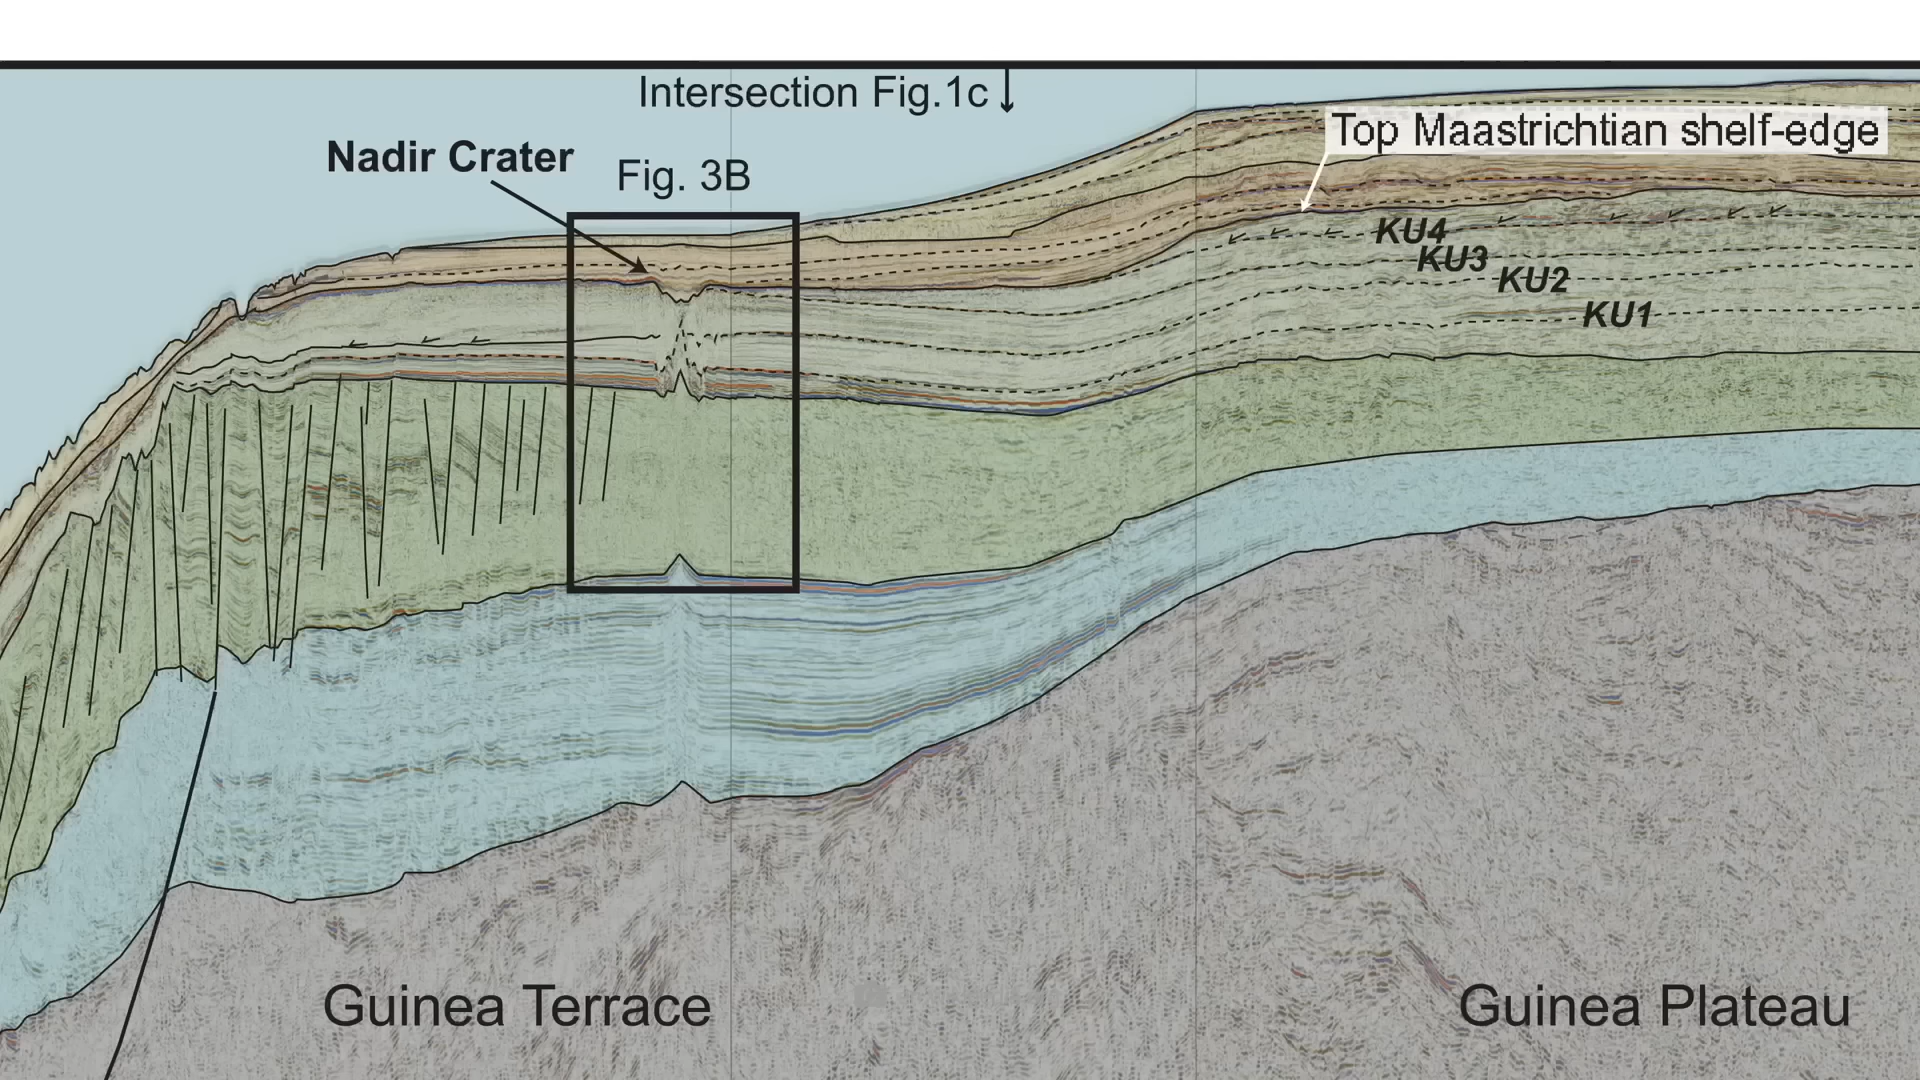 Intersection Fig.1c
Top Maastrichtian shelf-edge
Nadir Crater
Fig. 3B
KU4
KU3
KU2
KU1
Guinea Terrace
Guinea Plateau